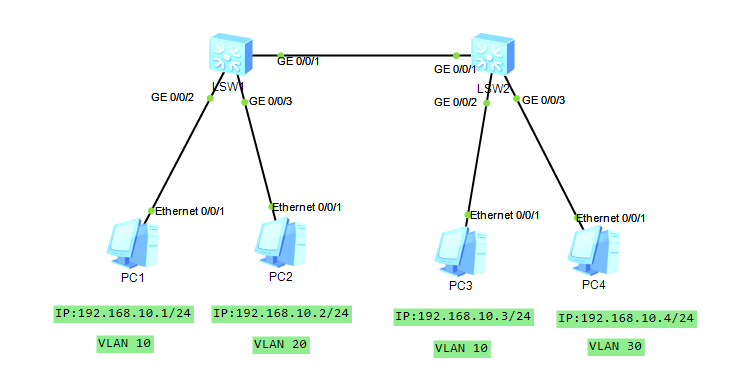 GE 0/0/1
GE 0/0/1
LSW1
LSW2
GE 0/0/2
GE 0/0/3
GE 0/0/2
GE 0/0/3
Ethernet 0/0/1
Ethernet 0/0/1
Ethernet 0/0/1
Ethernet 0/0/1
PC1
PC2
PC3
PC4
IP:192.168.10.1/24
IP:192.168.10.2/24
IP:192.168.10.3/24
IP:192.168.10.4/24
VLAN 10
VLAN 20
VLAN 10
VLAN 30